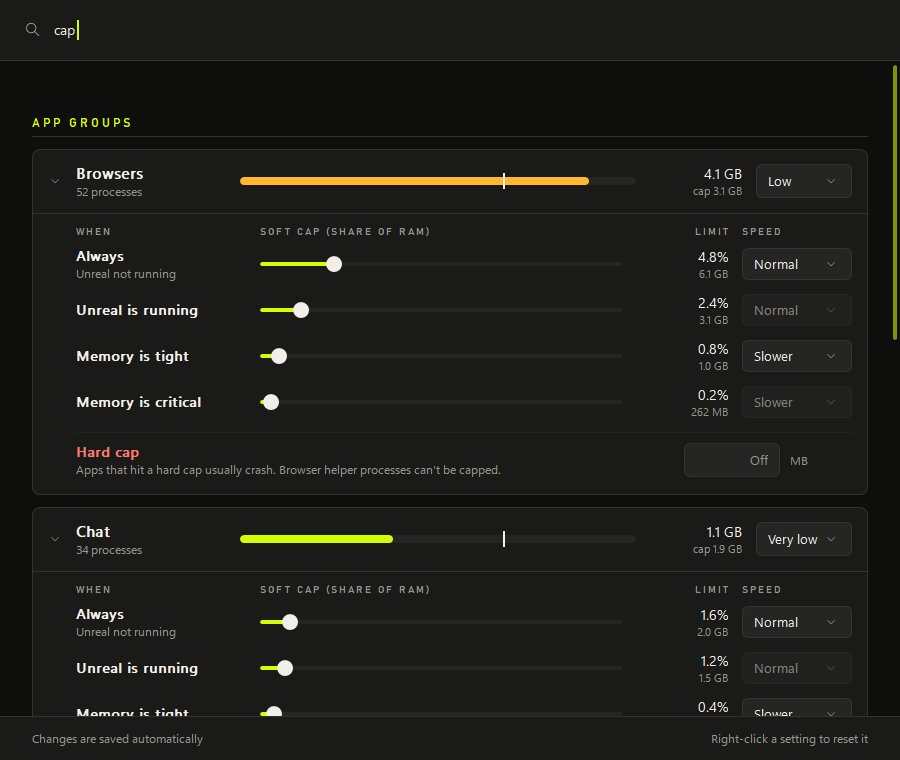 cap
APP GROUPS
Browsers
52 processes
4.1 GB
cap 3.1 GB
Low
WHEN
SOFT CAP (SHARE OF RAM)
LIMIT
SPEED
Always
Unreal not running
4.8%
6.1 GB
Normal
Unreal is running
2.4%
3.1 GB
Normal
Memory is tight
0.8%
1.0 GB
Slower
Memory is critical
0.2%
262 MB
Slower
Hard cap
Apps that hit a hard cap usually crash. Browser helper processes can't be capped.
Off
MB
Chat
34 processes
1.1 GB
cap 1.9 GB
Very low
WHEN
SOFT CAP (SHARE OF RAM)
LIMIT
SPEED
Always
Unreal not running
1.6%
2.0 GB
Normal
Unreal is running
1.2%
1.5 GB
Normal
Memory is tight
0.4%
Slower
Changes are saved automatically
Right-click a setting to reset it